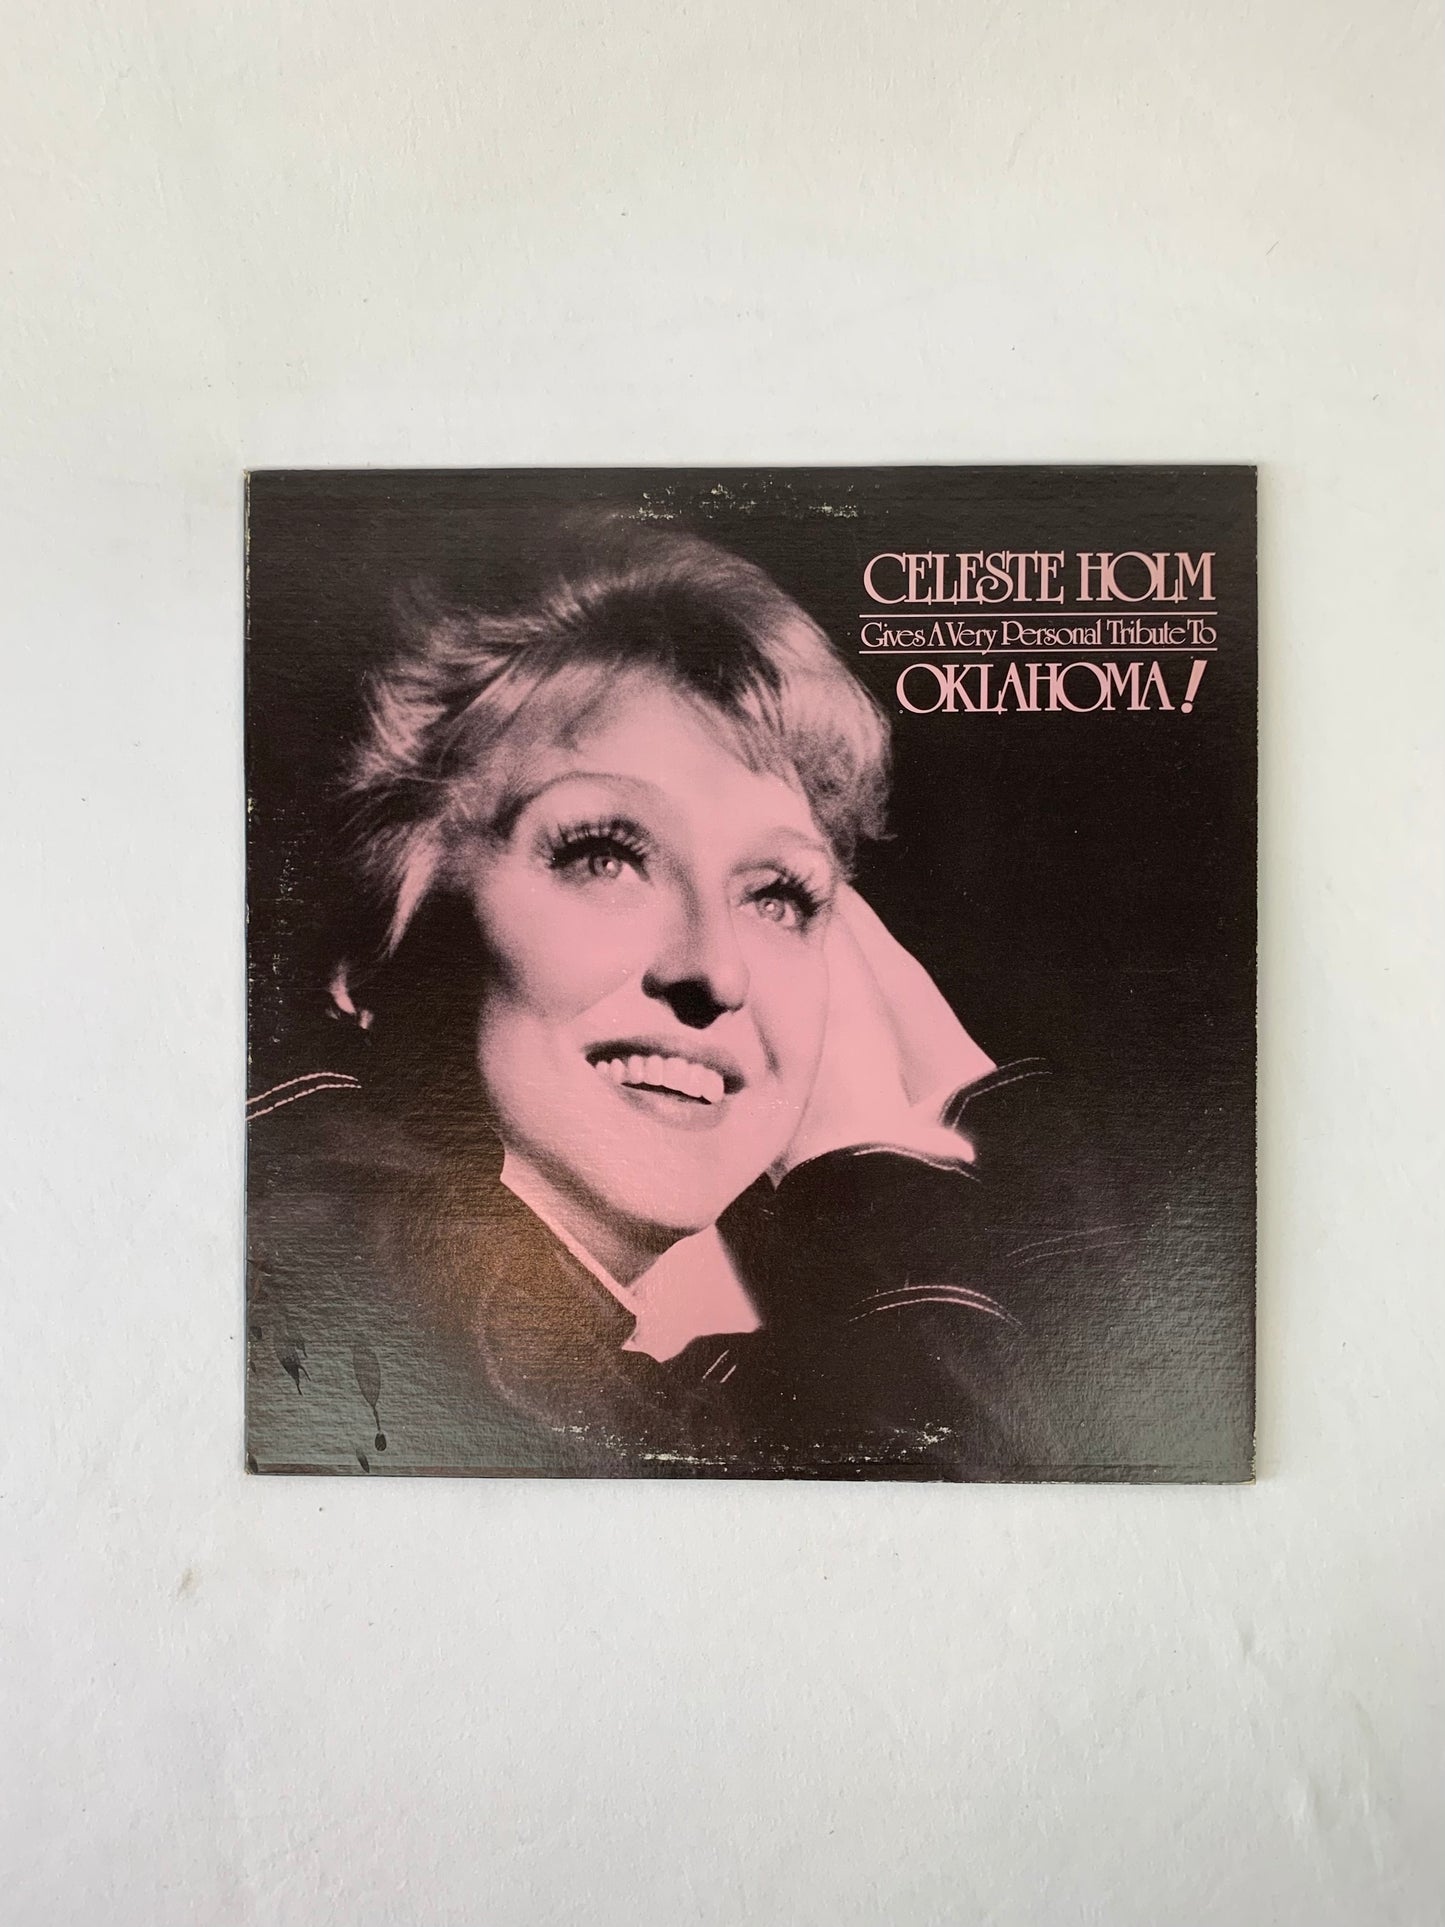 CELESTE HOLM
Gives A Very Personal Tribute To
OKLAHOMA!